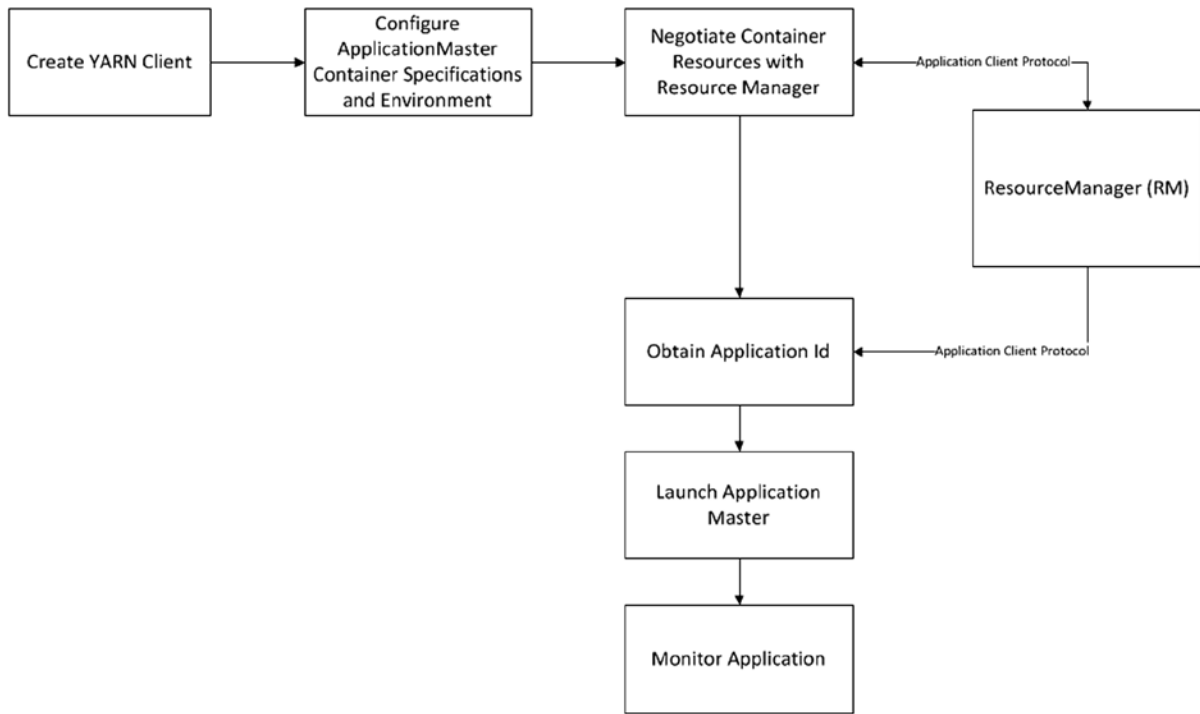 Create YARN Client
Configure
ApplicationMaster
Container Specifications
and Environment
Negotiate Container
Resources with
Resource Manager
Application Client Protocol
ResourceManager (RM)
Obtain Application Id
Application Client Protocol
Launch Application
Master
Monitor Application